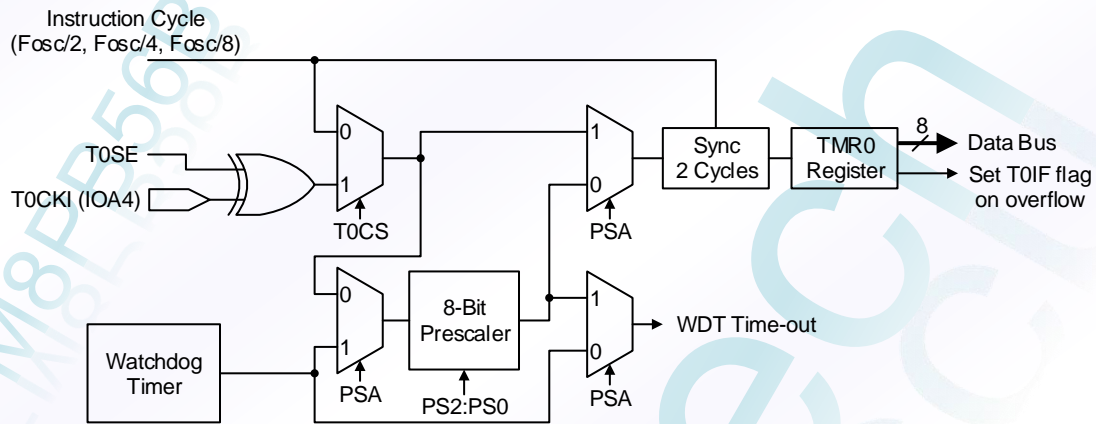 Instruction Cycle
(Fosc/2, Fosc/4, Fosc/8)
T0SE
T0CKI (IOA4)
0
1
T0CS
1
0
PSA
Sync
2 Cycles
TMR0
Register
8
Data Bus
Set T0IF flag
on overflow
Watchdog
Timer
0
1
PSA
8-Bit
Prescaler
PS2:PS0
1
0
PSA
WDT Time-out